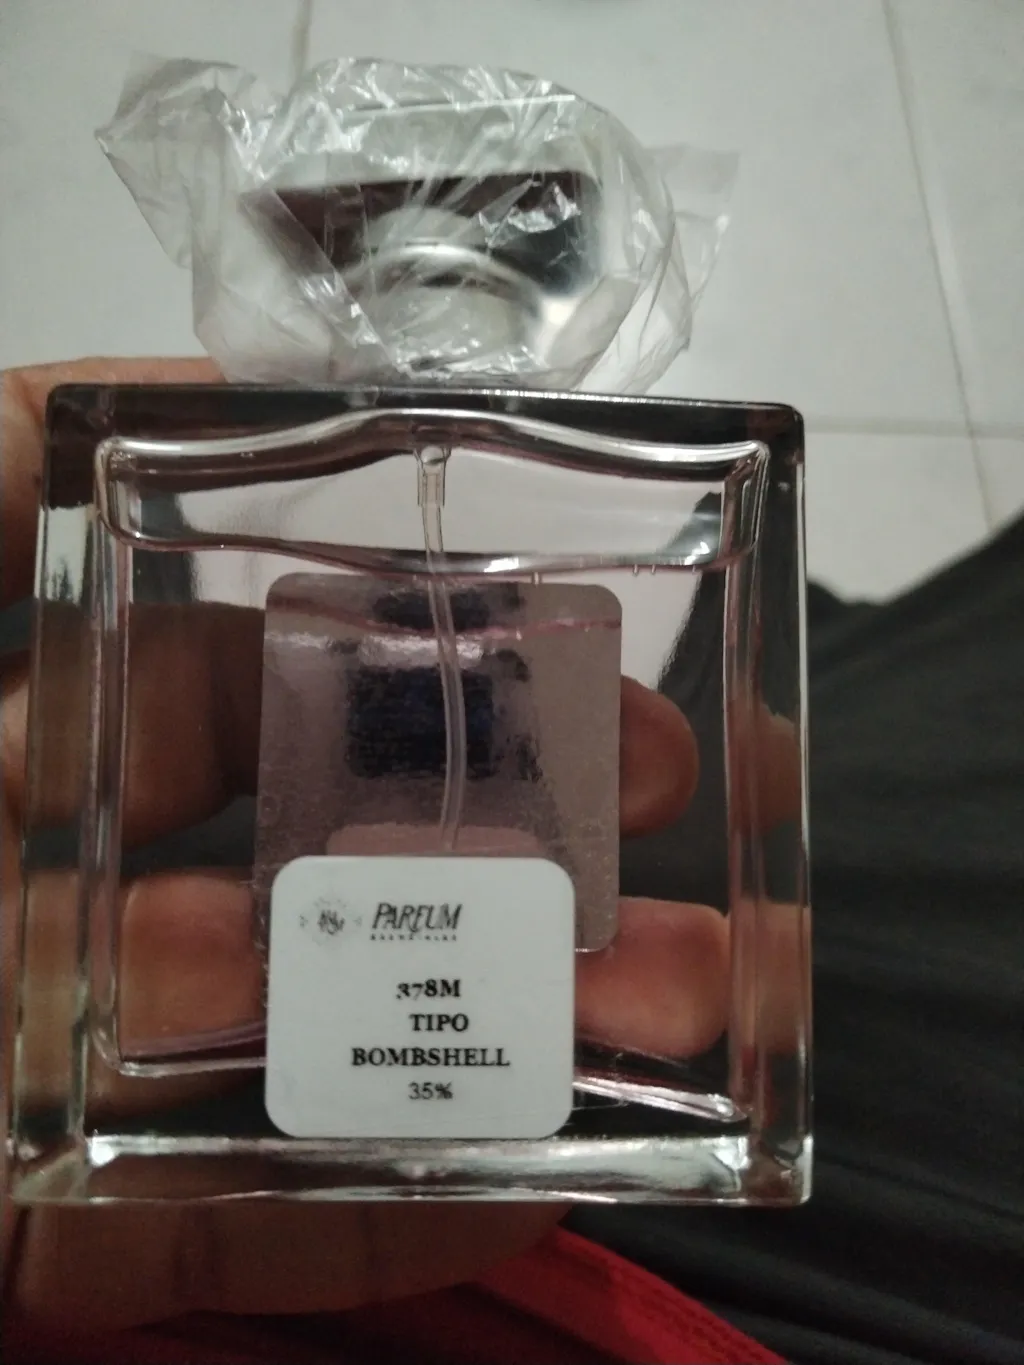 PARFUM
378M
TIPO
BOMBSHELL
35%